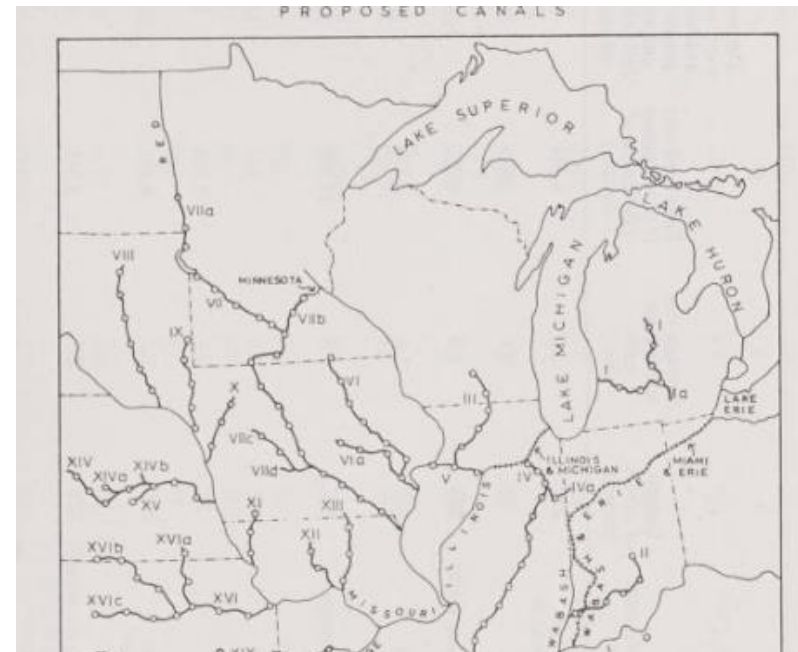 PROPOSED CANALS
LAKE SUPERIOR
RED
VIIa
LAKE HURON
VIII
LAKE MICHIGAN
MINNESOTA
VII
VIIb
IX
I
X
VI
I
Ia
III
LAKE
ERIE
VIIc
VIa
XIV
XIVa
XIVb
VIId
V
IV
ILLINOIS
& MICHIGAN
MIAMI
& ERIE
XV
IVa
XI
XIII
ILLINOIS
WABASH & ERIE
XVIb
XVIa
XII
II
XVIc
XVI
MISSOURI
WABASH
WABASH